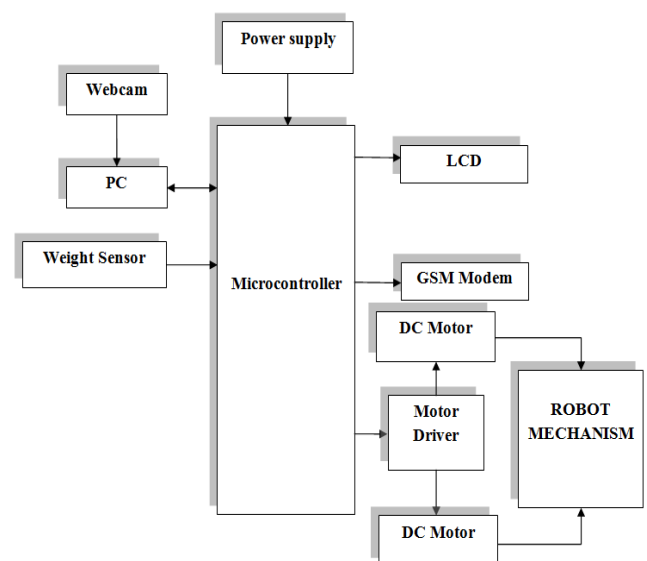 Power supply
Webcam
PC
LCD
Weight Sensor
Microcontroller
GSM Modem
DC Motor
Motor
Driver
ROBOT
MECHANISM
DC Motor